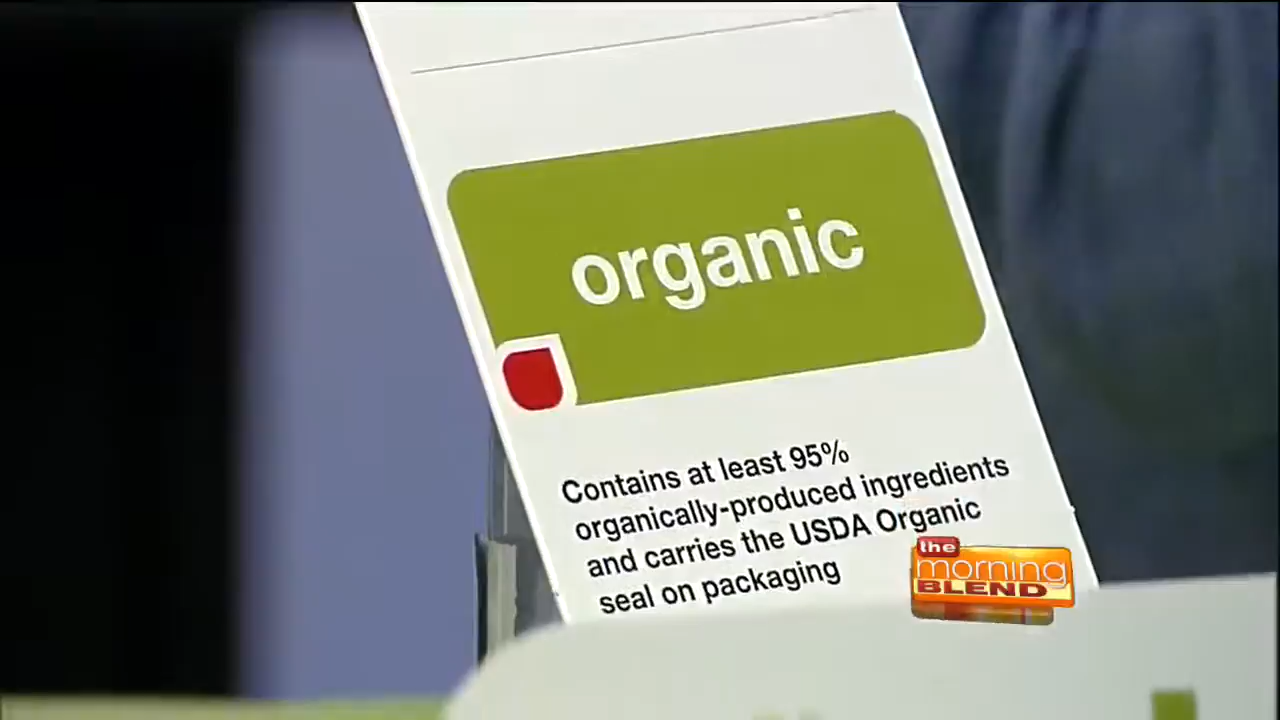 organic
Contains at least 95%
organically-produced ingredients
and carries the USDA Organic
seal on packaging
the
morning
BLEND